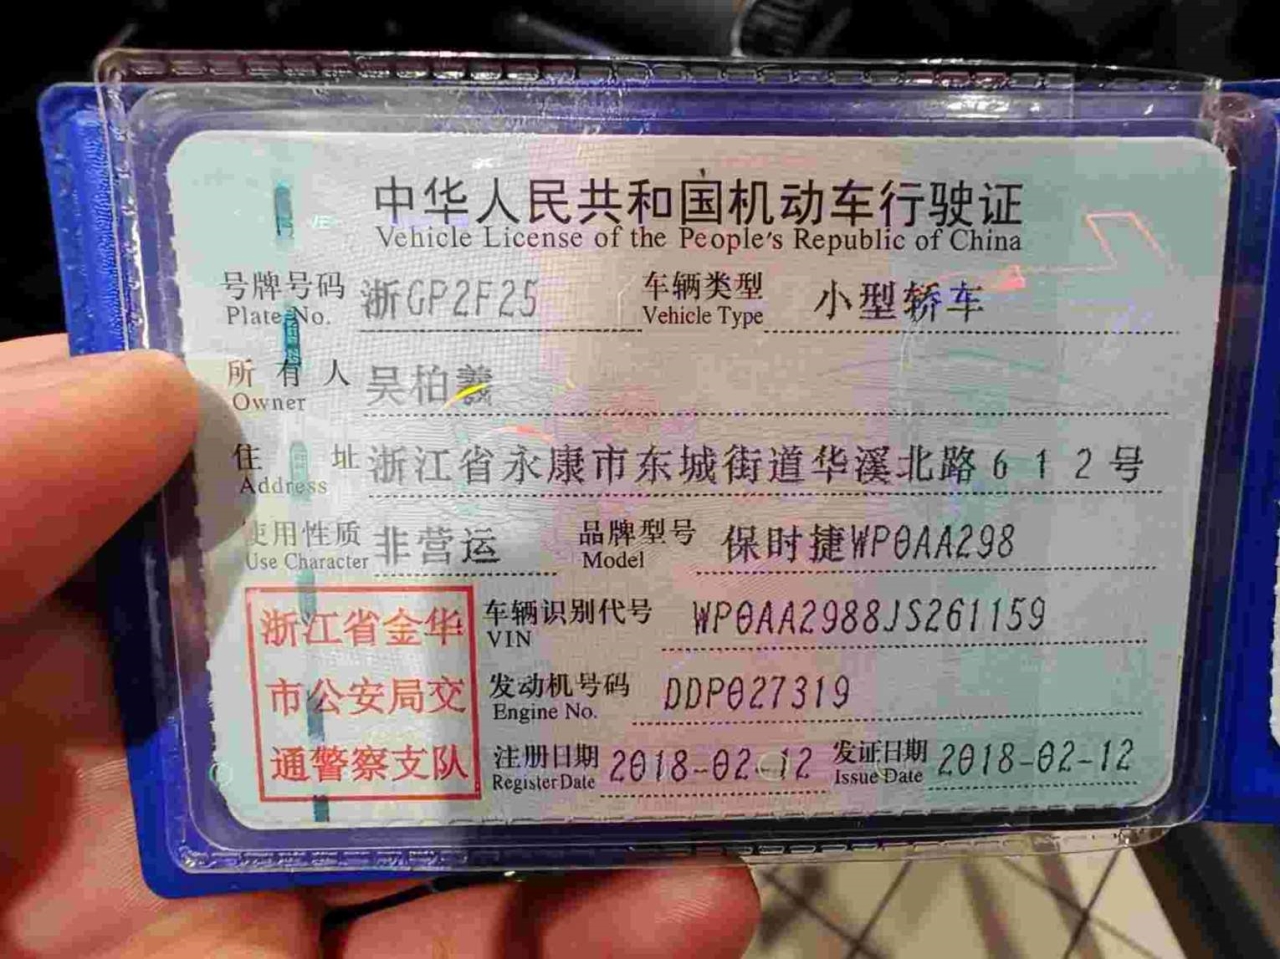 中华人民共和国机动车行驶证
Vehicle License of the People's Republic of China
号牌号码 浙GP2F25 车辆类型 小型轿车
Plate No. Vehicle Type
所有人 吴柏羲
Owner
住址 浙江省永康市东城街道华溪北路612号
Address
使用性质 非营运 品牌型号 保时捷WP0AA298
Use Character Model
浙江省金华 车辆识别代号 WP0AA2988JS261159
VIN
市公安局交 发动机号码 DDP027319
Engine No.
通警察支队 注册日期 2018-02-12 发证日期 2018-02-12
Register Date Issue Date